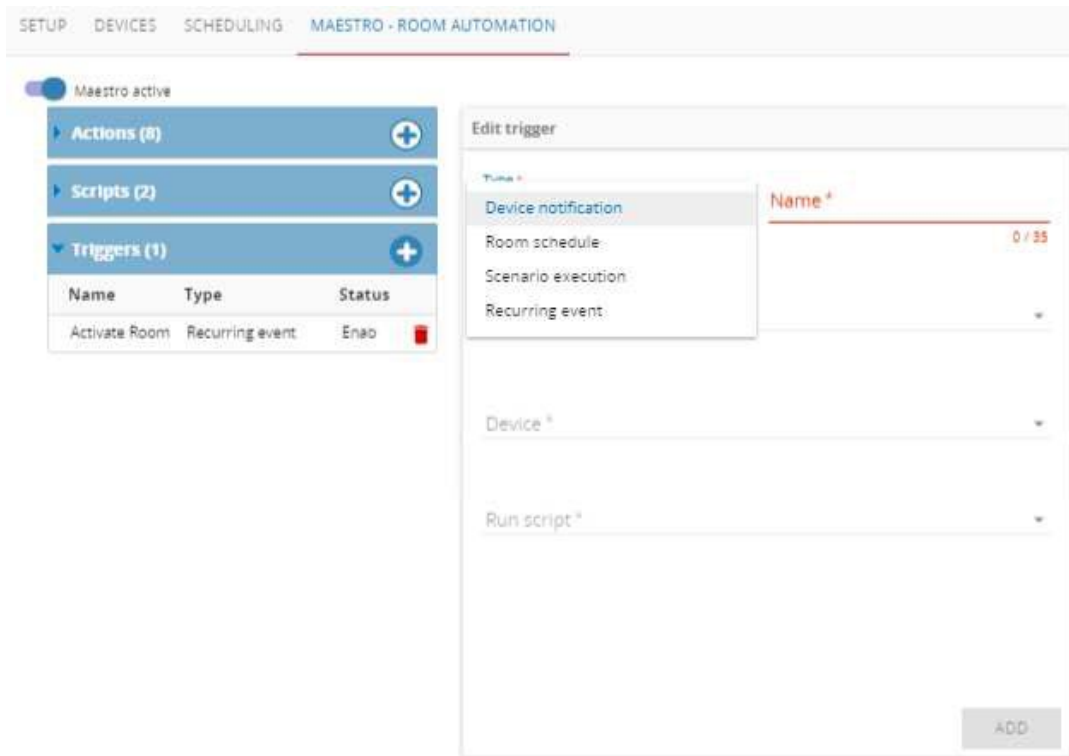 SETUP DEVICES SCHEDULING MAESTRO - ROOM AUTOMATION
Maestro active
Actions (8)
Scripts (2)
Triggers (1)
Name Type Status
Activate Room Recurring event Enab
Edit trigger
Type *
Device notification
Room schedule
Scenario execution
Recurring event
Name *
0 / 35
Device *
Run script *
ADD